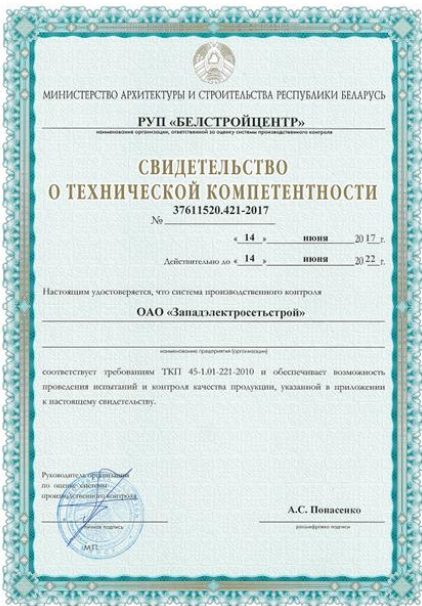 МИНИСТЕРСТВО АРХИТЕКТУРЫ И СТРОИТЕЛЬСТВА РЕСПУБЛИКИ БЕЛАРУСЬ
РУП «БЕЛСТРОЙЦЕНТР»
наименование организации, ответственной за оценку системы производственного контроля
СВИДЕТЕЛЬСТВО
О ТЕХНИЧЕСКОЙ КОМПЕТЕНТНОСТИ
№ 37611520.421-2017
« 14 » июня 2017 г.
Действительно до « 14 » июня 2022 г.
Настоящим удостоверяется, что система производственного контроля
ОАО «Западэлектросетьстрой»
наименование предприятия (организации)
соответствует требованиям ТКП 45-1.01-221-2010 и обеспечивает возможность
проведения испытаний и контроля качества продукции, указанной в приложении
к настоящему свидетельству.
Руководитель организации
по оценке системы
производственного контроля
А.С. Понасенко
личная подпись
расшифровка подписи
М.П.